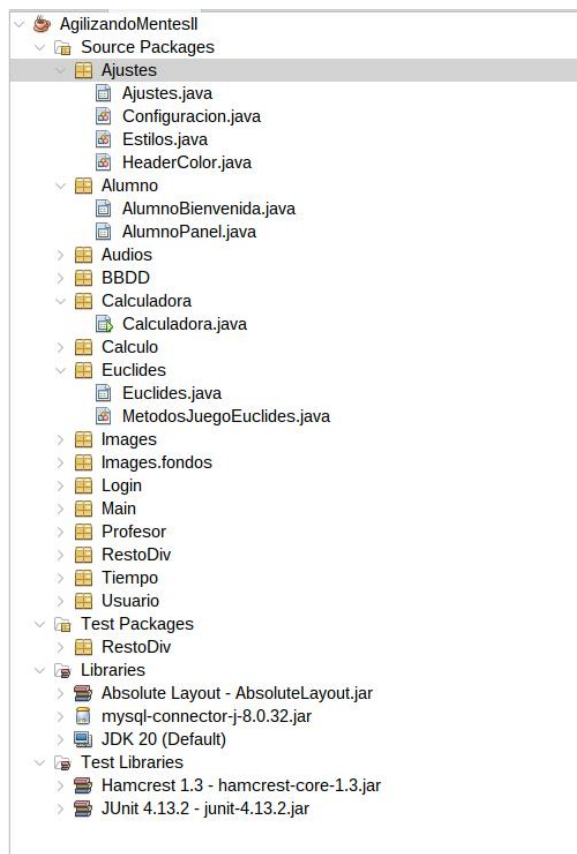 AgilizandoMentesII
Source Packages
Ajustes
Ajustes.java
Configuracion.java
Estilos.java
HeaderColor.java
Alumno
AlumnoBienvenida.java
AlumnoPanel.java
Audios
BBDD
Calculadora
Calculadora.java
Calculo
Euclides
Euclides.java
MetodosJuegoEuclides.java
Images
Images.fondos
Login
Main
Profesor
RestoDiv
Tiempo
Usuario
Test Packages
RestoDiv
Libraries
Absolute Layout - AbsoluteLayout.jar
mysql-connector-j-8.0.32.jar
JDK 20 (Default)
Test Libraries
Hamcrest 1.3 - hamcrest-core-1.3.jar
JUnit 4.13.2 - junit-4.13.2.jar